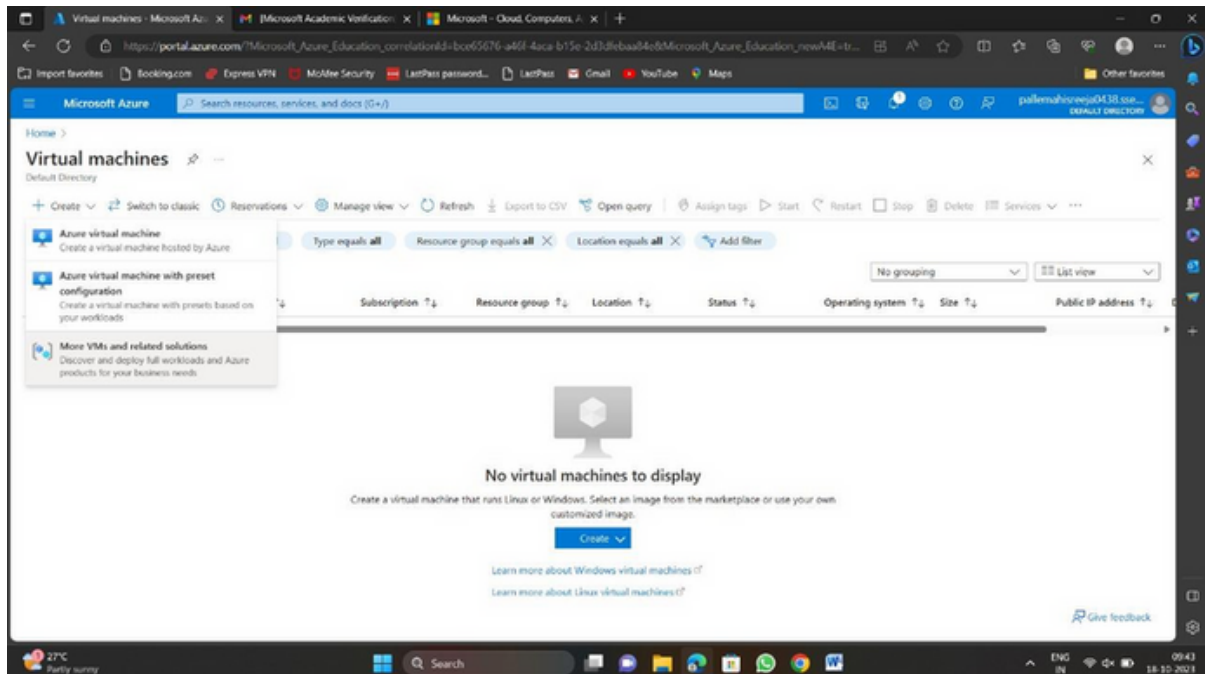 Virtual machines - Microsoft Az
[Microsoft Academic Verification
Microsoft - Cloud, Computers, A
https://portal.azure.com/?Microsoft_Azure_Education_correlationId=
Import favorites
Booking.com
Express VPN
McAfee Security
LastPass password...
LastPass
Gmail
YouTube
Maps
Other favorites
Microsoft Azure
Search resources, services, and docs (G+/)
pallemahisreeja0438.sse...
DEFAULT DIRECTORY
Home >
Virtual machines
Default Directory
+ Create
Switch to classic
Reservations
Manage view
Refresh
Export to CSV
Open query
Assign tags
Start
Restart
Stop
Delete
Services
Azure virtual machine
Create a virtual machine hosted by Azure
Azure virtual machine with preset
configuration
Create a virtual machine with presets based on
your workloads
More VMs and related solutions
Discover and deploy full workloads and Azure
products for your business needs
Type equals all
Resource group equals all
Location equals all
Add filter
No grouping
List view
Subscription
Resource group
Location
Status
Operating system
Size
Public IP address
No virtual machines to display
Create a virtual machine that runs Linux or Windows. Select an image from the marketplace or use your own
customized image.
Create
Learn more about Windows virtual machines
Learn more about Linux virtual machines
Give feedback
27°C
Partly sunny
Search
ENG
IN
09:43
18-10-2023